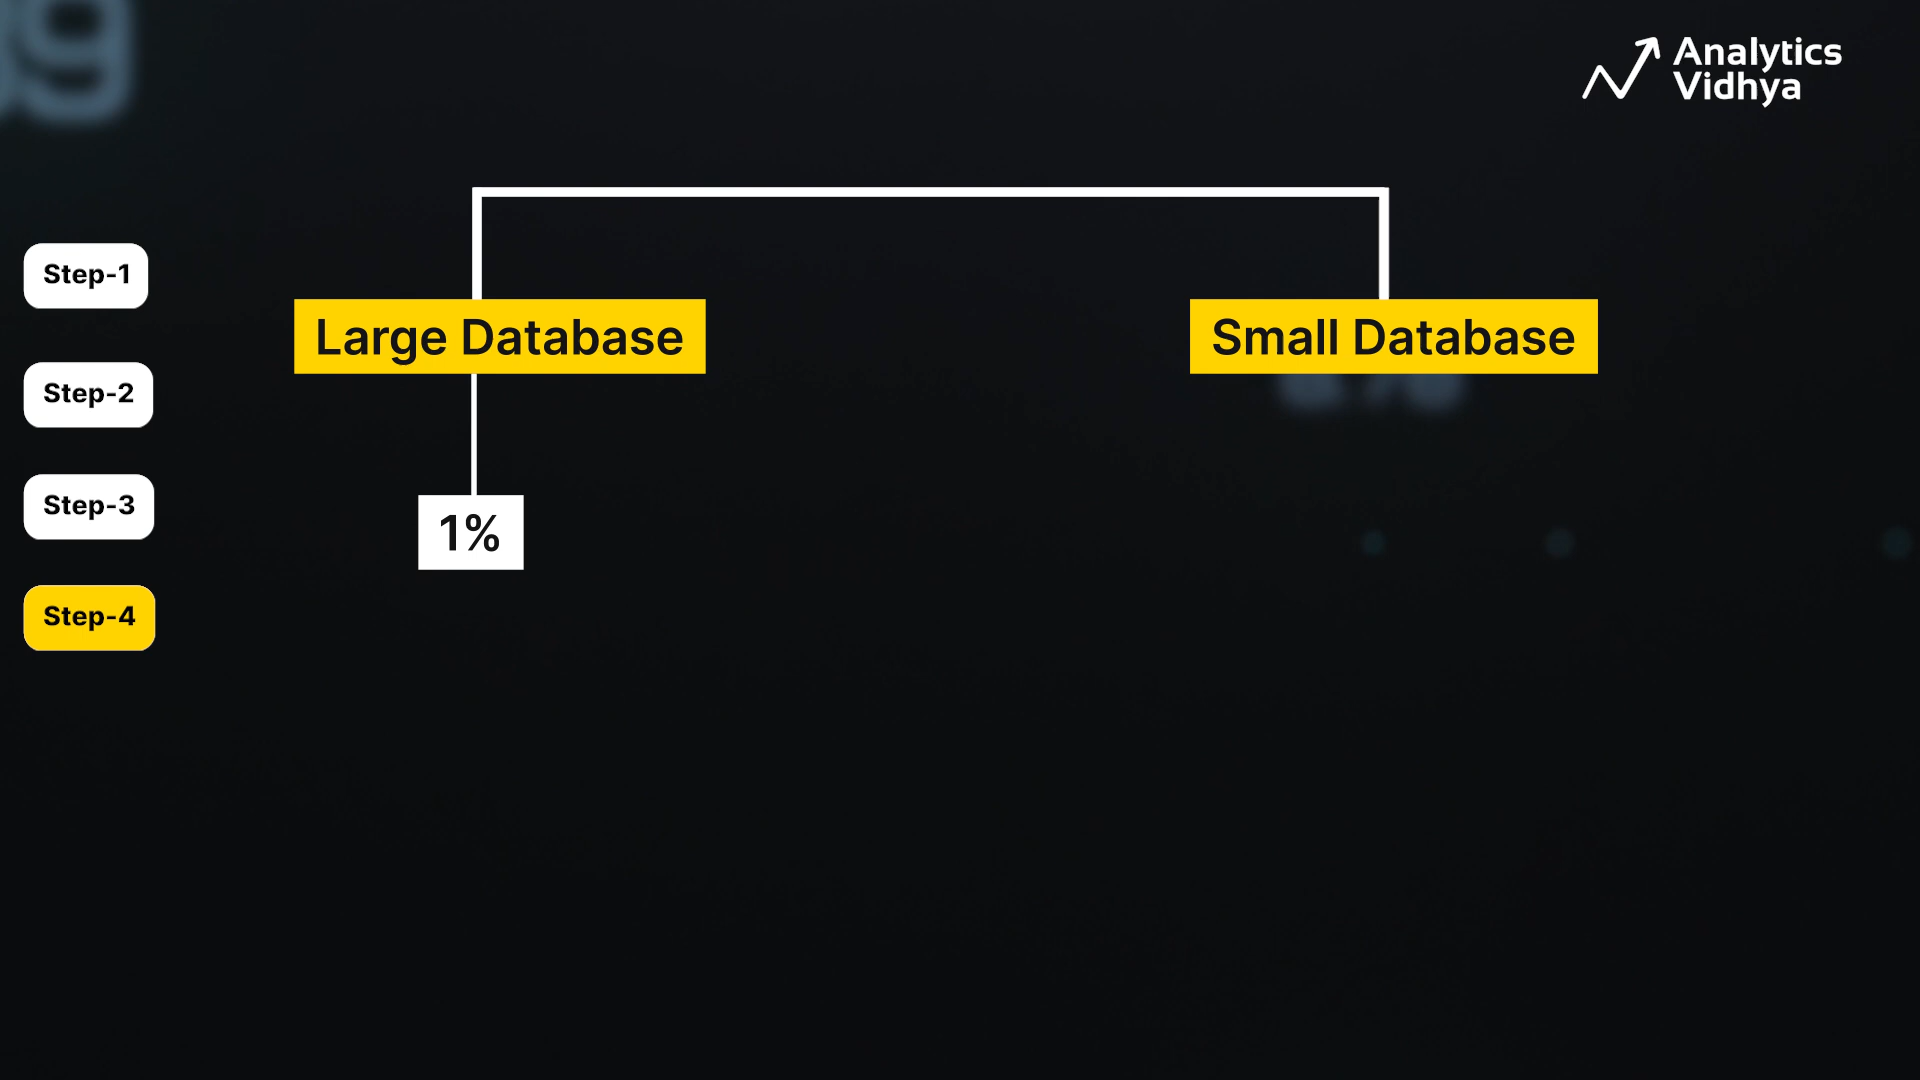 Analytics
Vidhya
Step-1
Large Database
Small Database
Step-2
Step-3
1%
Step-4